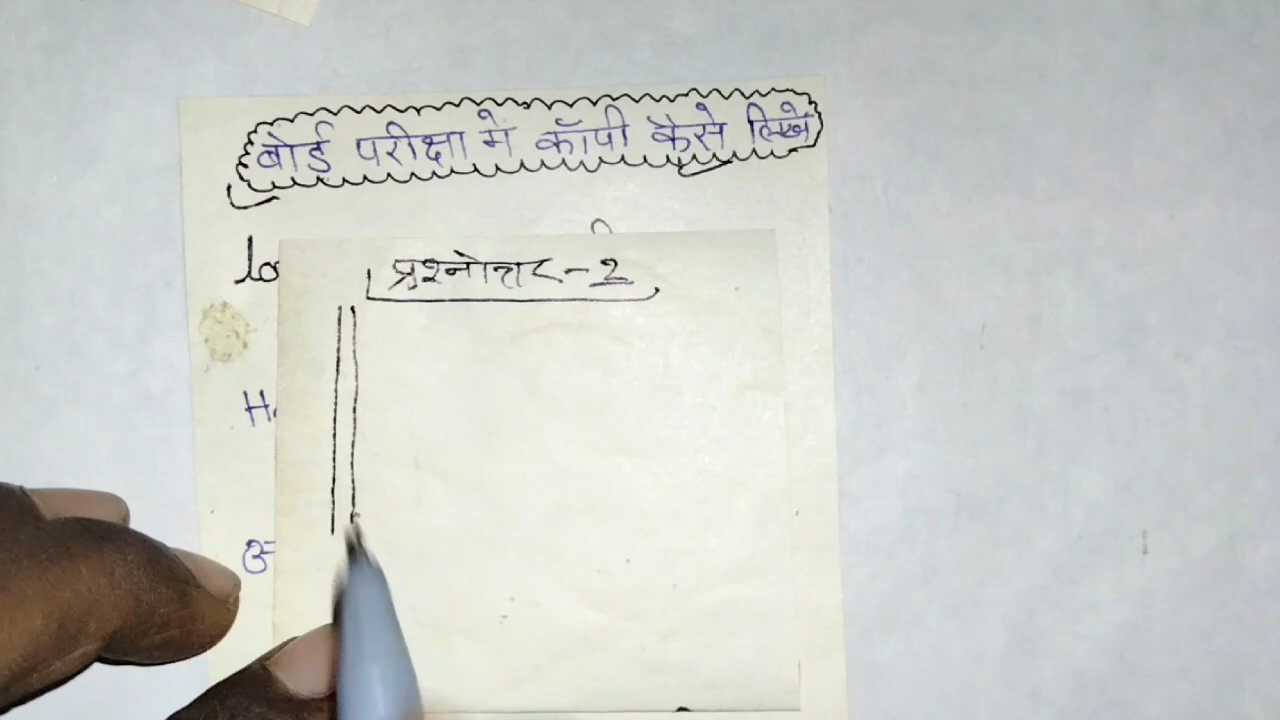 बोर्ड परीक्षा में कॉपी कैसे लिखे
प्रश्नोत्तर-2